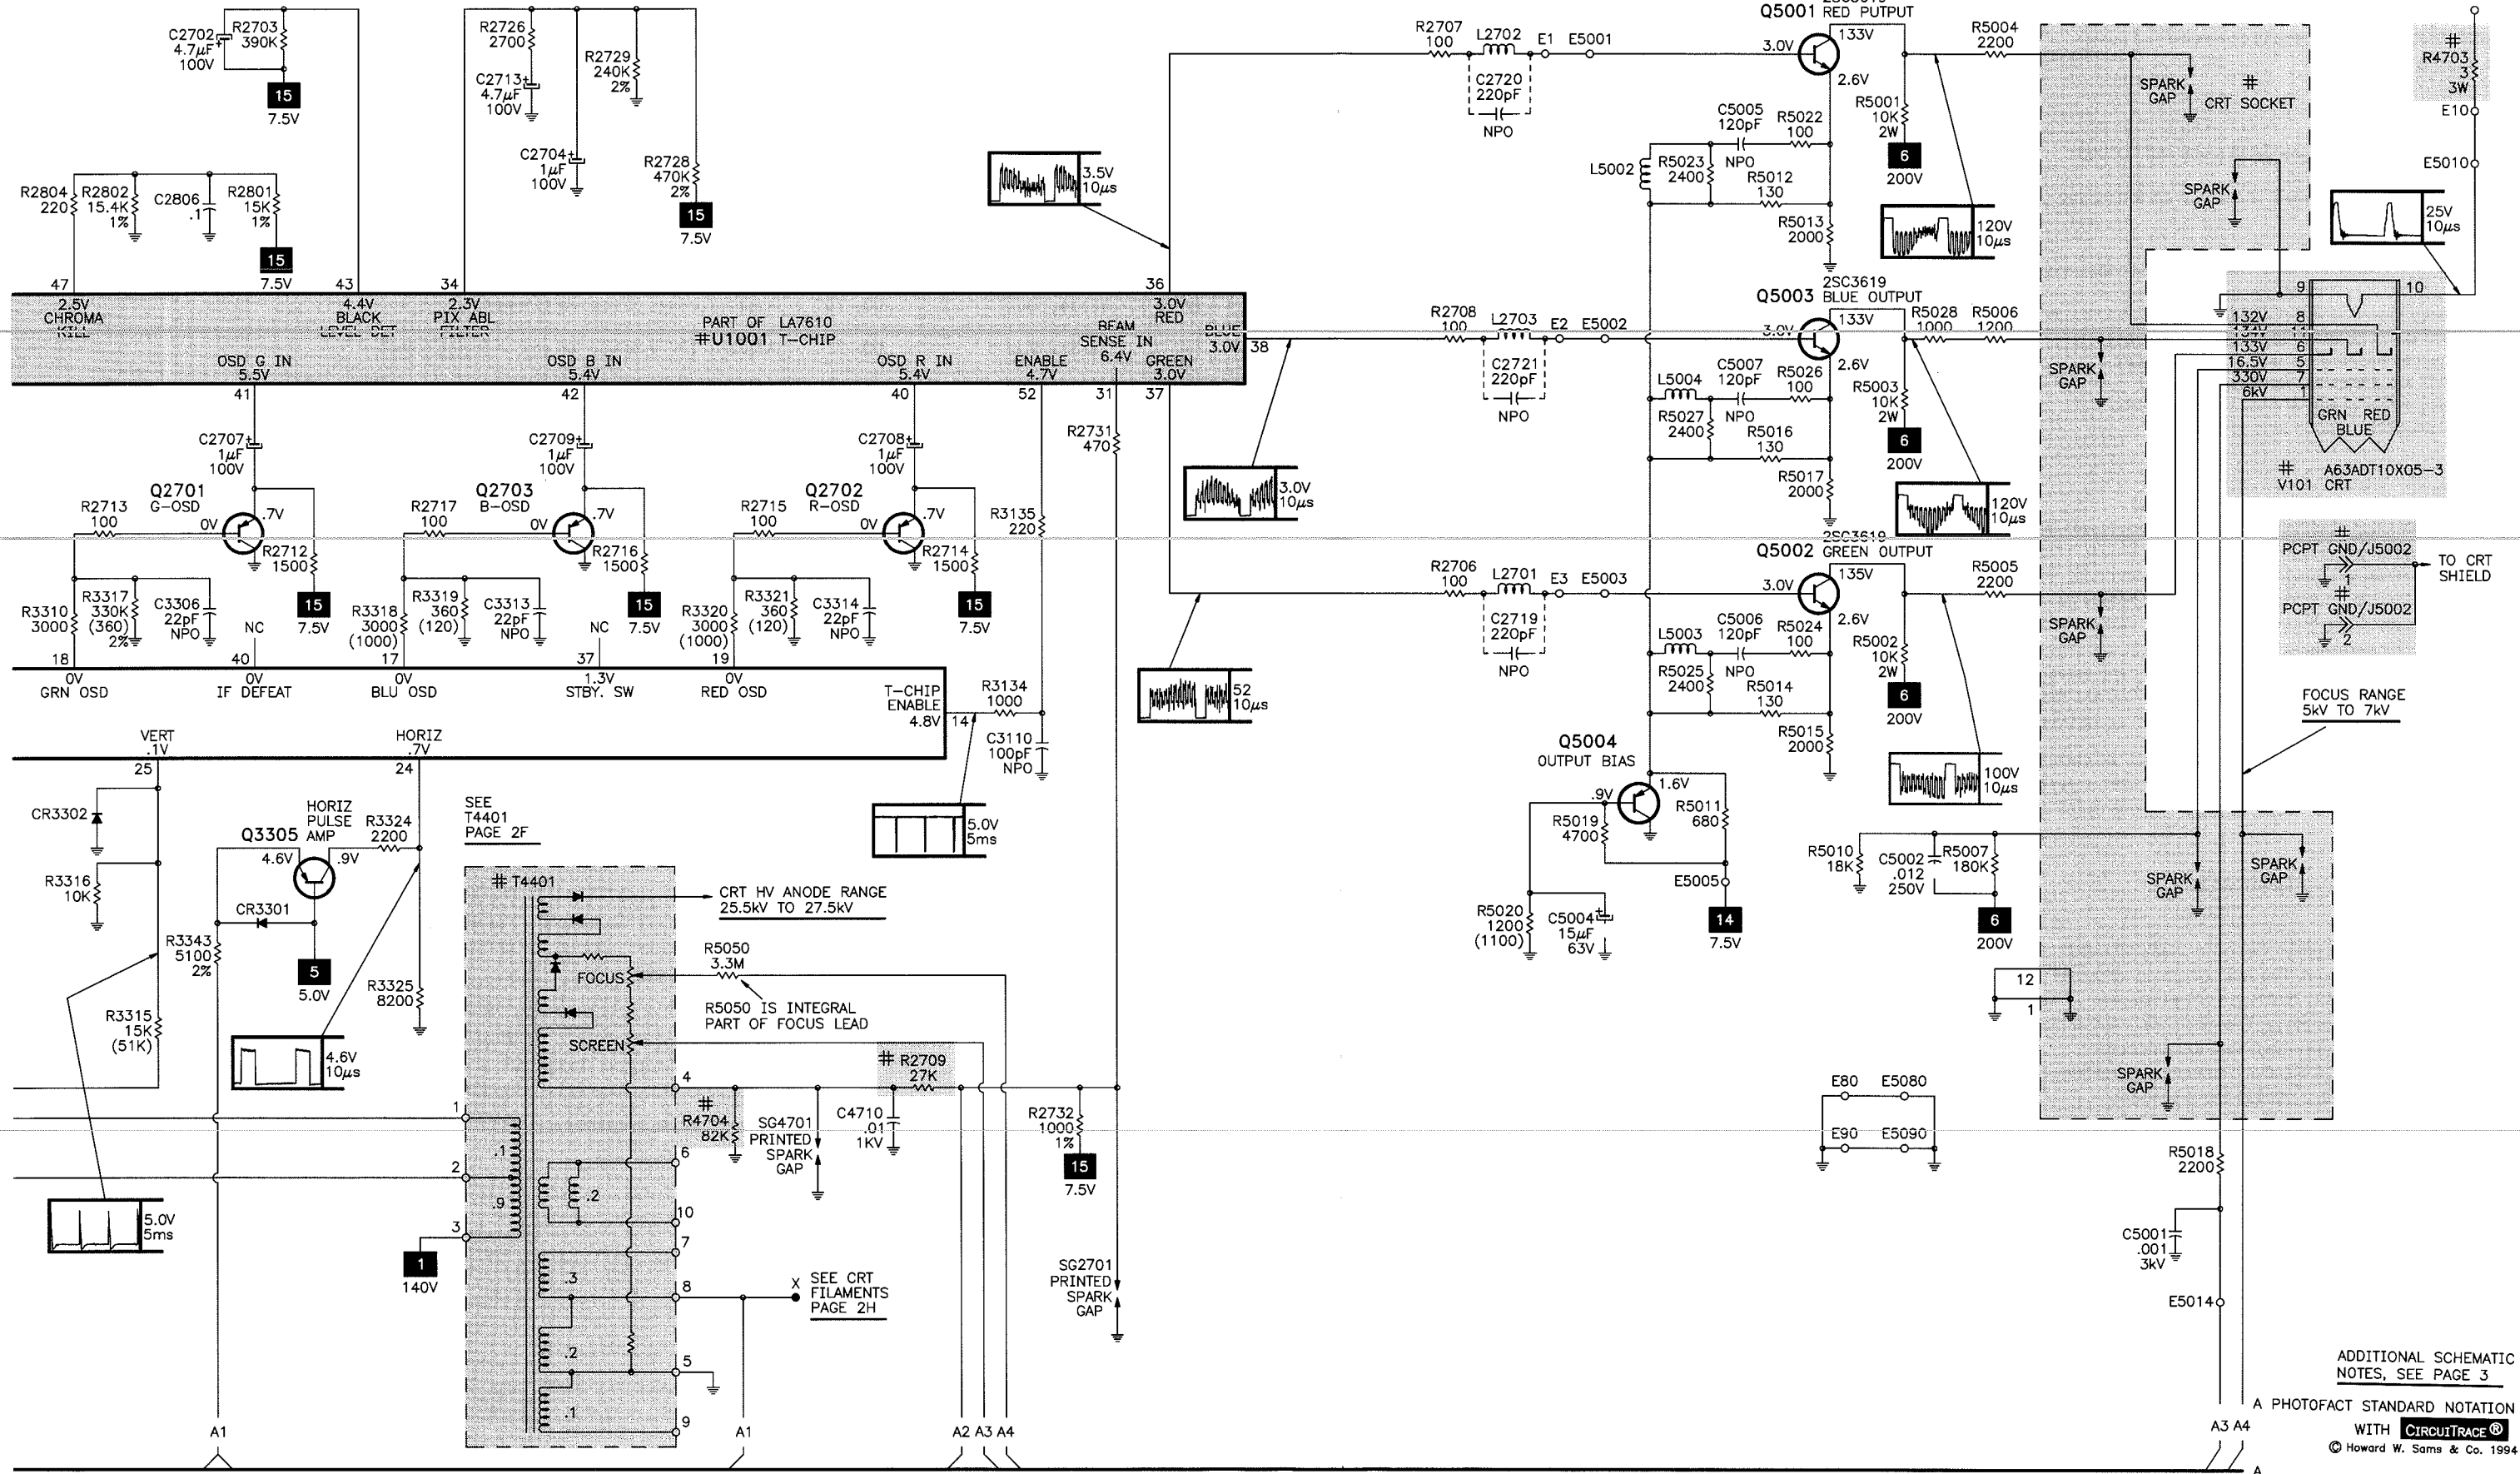 C2702
4.7µF
100V
R2703
390K
15
7.5V
R2726
2700
C2713
4.7µF
100V
R2729
240K
2%
C2704
1µF
100V
R2728
470K
2%
15
7.5V
R2804
220
R2802
15.4K
1%
C2806
.1
R2801
15K
1%
15
7.5V
3.5V
10µs
R2707
100
L2702
E1
E5001
C2720
220pF
NPO
Q5001
RED PUTPUT
133V
3.0V
2.6V
R5004
2200
R5001
10K
2W
6
200V
C5005
120pF
NPO
R5022
100
L5002
R5023
2400
R5012
130
R5013
2000
120V
10µs
SPARK
GAP
#
CRT SOCKET
SPARK
GAP
#
R4703
3
3W
E10
E5010
25V
10µs
47
2.5V
CHROMA
KILL
43
4.4V
BLACK
LEVEL DET
34
2.3V
PIX ABL
FILTER
PART OF LA7610
#U1001 T-CHIP
36
3.0V
RED
BEAM
SENSE IN
6.4V
BLUE
3.0V
38
OSD G IN
5.5V
41
OSD B IN
5.4V
42
OSD R IN
5.4V
40
ENABLE
4.7V
52
31
GREEN
3.0V
37
R2708
100
L2703
E2
E5002
C2721
220pF
NPO
2SC3619
Q5003
BLUE OUTPUT
133V
3.0V
2.6V
R5028
1000
R5006
1200
R5003
10K
2W
6
200V
L5004
C5007
120pF
NPO
R5026
100
R5027
2400
R5016
130
R5017
2000
120V
10µs
SPARK
GAP
9
10
132V
8
134V
11
133V
6
16.5V
5
330V
7
6kV
1
GRN RED
BLUE
# A63ADT10X05-3
V101 CRT
C2707
1µF
100V
Q2701
G-OSD
R2713
100
0V
.7V
R2712
1500
15
7.5V
C2709
1µF
100V
Q2703
B-OSD
R2717
100
0V
.7V
R2716
1500
15
7.5V
C2708
1µF
100V
Q2702
R-OSD
R2715
100
0V
.7V
R2714
1500
15
7.5V
R2731
470
R3135
220
3.0V
10µs
R3310
3000
R3317
330K
(360)
2%
C3306
22pF
NPO
NC
R3318
3000
(1000)
R3319
360
(120)
C3313
22pF
NPO
NC
R3320
3000
(1000)
R3321
360
(120)
C3314
22pF
NPO
R2706
100
L2701
E3
E5003
C2719
220pF
NPO
2SC3619
Q5002
GREEN OUTPUT
135V
3.0V
2.6V
R5005
2200
R5002
10K
2W
6
200V
L5003
C5006
120pF
NPO
R5024
100
R5025
2400
R5014
130
R5015
2000
100V
10µs
SPARK
GAP
#
PCPT GND/J5002
1
#
PCPT GND/J5002
2
TO CRT
SHIELD
18
0V
GRN OSD
40
0V
IF DEFEAT
17
0V
BLU OSD
37
1.3V
STBY. SW
19
0V
RED OSD
T-CHIP
ENABLE
4.8V
14
R3134
1000
C3110
100pF
NPO
52
10µs
FOCUS RANGE
5kV TO 7kV
VERT
.1V
25
HORIZ
.7V
24
CR3302
R3316
10K
HORIZ
PULSE
AMP
Q3305
4.6V
.9V
R3324
2200
CR3301
R3343
5100
2%
5
5.0V
R3325
8200
R3315
15K
(51K)
4.6V
10µs
5.0V
5ms
SEE
T4401
PAGE 2F
5.0V
5ms
Q5004
OUTPUT BIAS
.9V
1.6V
R5019
4700
R5011
680
E5005
14
7.5V
R5020
1200
(1100)
C5004
15µF
63V
R5010
18K
C5002
.012
250V
R5007
180K
6
200V
SPARK
GAP
SPARK
GAP
12
1
SPARK
GAP
# T4401
CRT HV ANODE RANGE
25.5kV TO 27.5kV
R5050
3.3M
FOCUS
R5050 IS INTEGRAL
PART OF FOCUS LEAD
SCREEN
4
#
R4704
82K
SG4701
PRINTED
SPARK
GAP
C4710
.01
1KV
# R2709
27K
R2732
1000
1%
15
7.5V
1
2
3
.1
.9
1
140V
6
.2
10
7
.3
8
.2
5
.1
9
X
SEE CRT
FILAMENTS
PAGE 2H
SG2701
PRINTED
SPARK
GAP
E80
E5080
E90
E5090
R5018
2200
C5001
.001
3kV
E5014
A1
A1
A2 A3 A4
A3 A4
ADDITIONAL SCHEMATIC
NOTES, SEE PAGE 3
A PHOTOFACT STANDARD NOTATION
WITH CIRCUITRACE®
© Howard W. Sams & Co. 1994
A